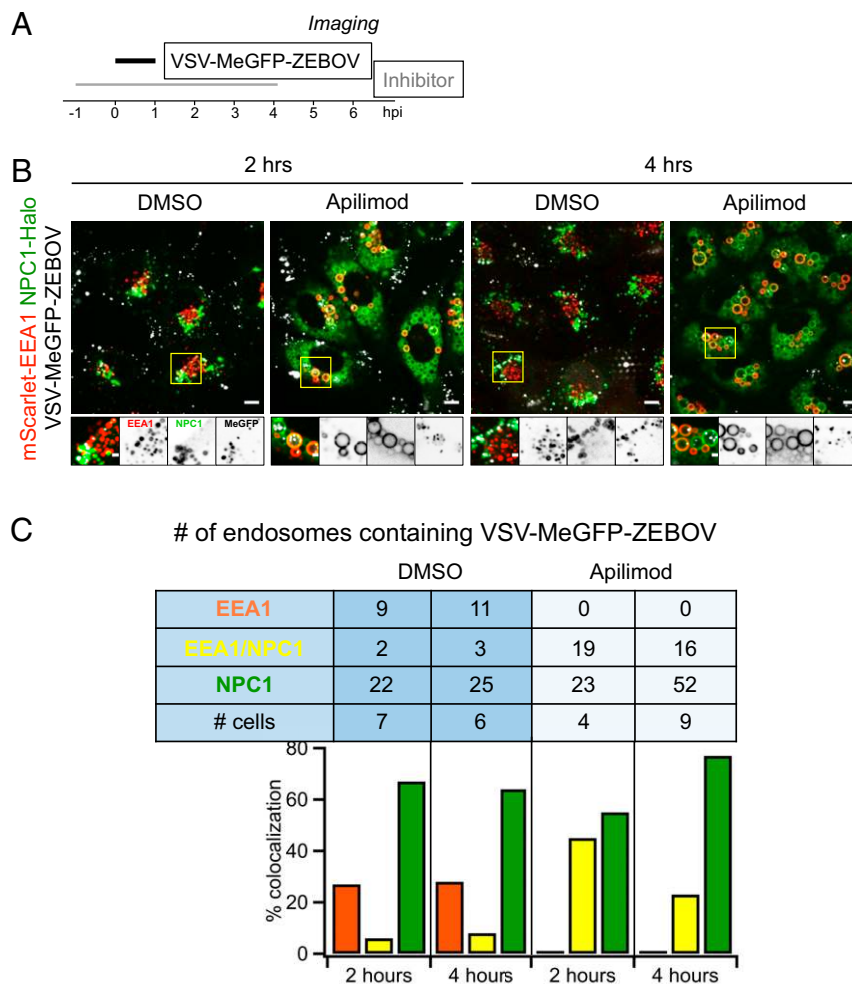 A
Imaging
VSV-MeGFP-ZEBOV
Inhibitor
-1 0 1 2 3 4 5 6 hpi
B
2 hrs 4 hrs
DMSO Apilimod DMSO Apilimod
mScarlet-EEA1 NPC1-Halo
VSV-MeGFP-ZEBOV
EEA1 NPC1 MeGFP
C
# of endosomes containing VSV-MeGFP-ZEBOV
DMSO Apilimod
EEA1 9 11 0 0
EEA1/NPC1 2 3 19 16
NPC1 22 25 23 52
# cells 7 6 4 9
% colocalization
80
60
40
20
0
2 hours 4 hours 2 hours 4 hours